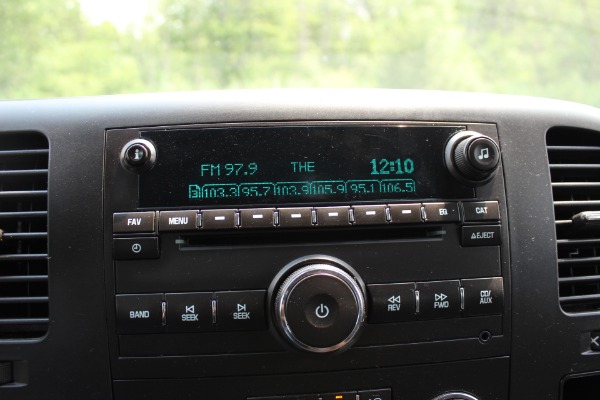 FM 97.9 THE 12:10
3 103.3 95.7 103.9 105.9 95.1 106.5
FAV MENU EQ CAT
EJECT
BAND SEEK SEEK REV FWD CD/AUX